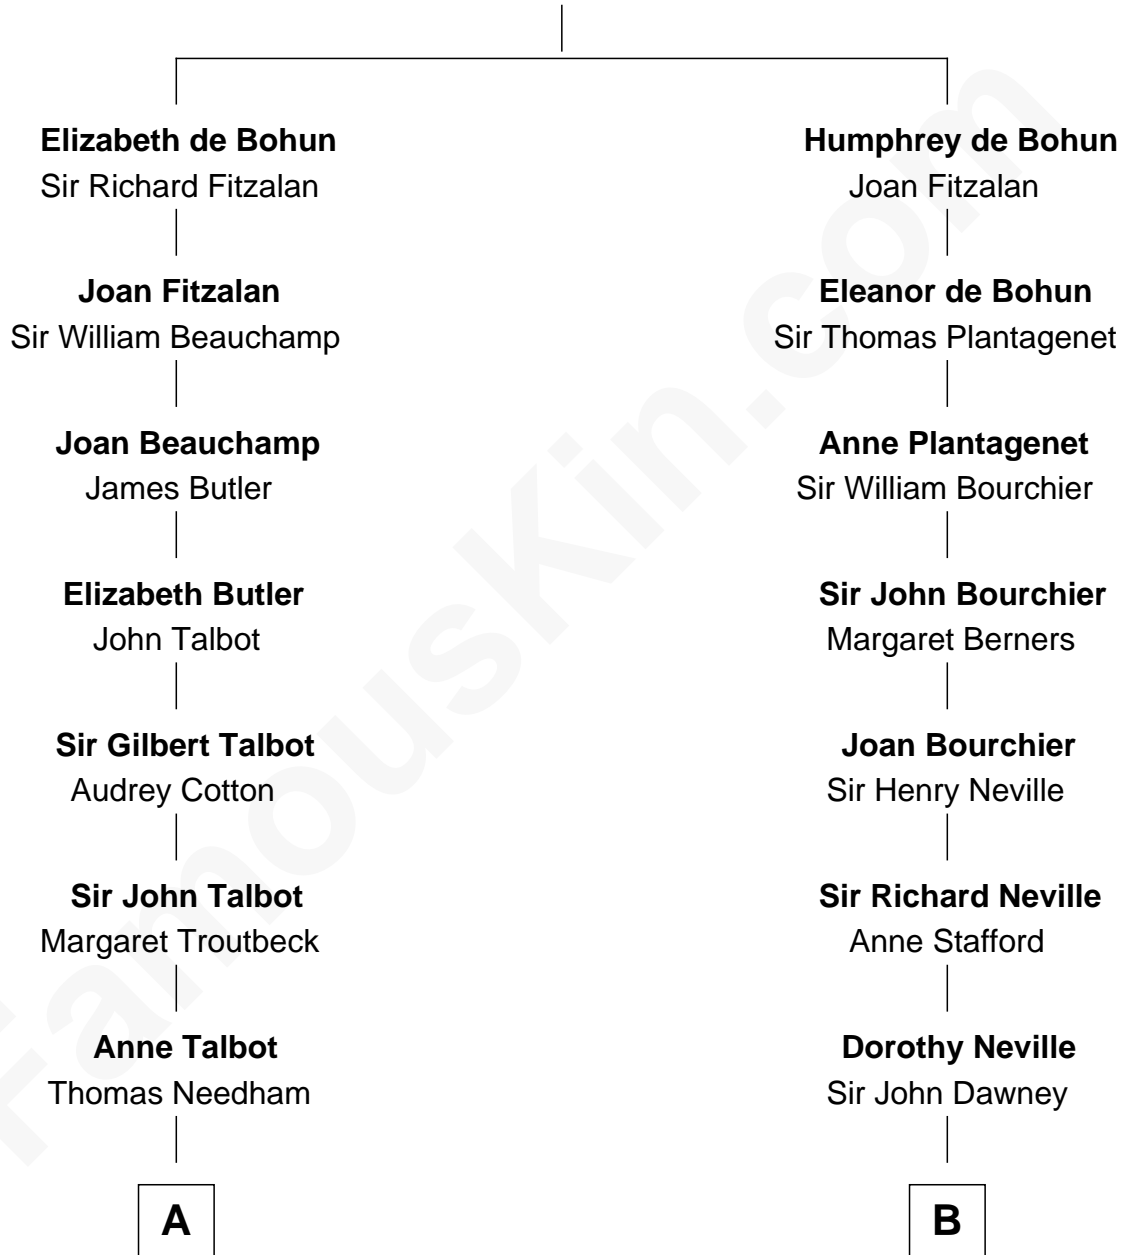 Elizabeth de Bohun
Sir Richard Fitzalan
Joan Fitzalan
Sir William Beauchamp
Joan Beauchamp
James Butler
Elizabeth Butler
John Talbot
Sir Gilbert Talbot
Audrey Cotton
Sir John Talbot
Margaret Troutbeck
Anne Talbot
Thomas Needham
A
Humphrey de Bohun
Joan Fitzalan
Eleanor de Bohun
Sir Thomas Plantagenet
Anne Plantagenet
Sir William Bourchier
Sir John Bourchier
Margaret Berners
Joan Bourchier
Sir Henry Neville
Sir Richard Neville
Anne Stafford
Dorothy Neville
Sir John Dawney
B
FamousKin.com